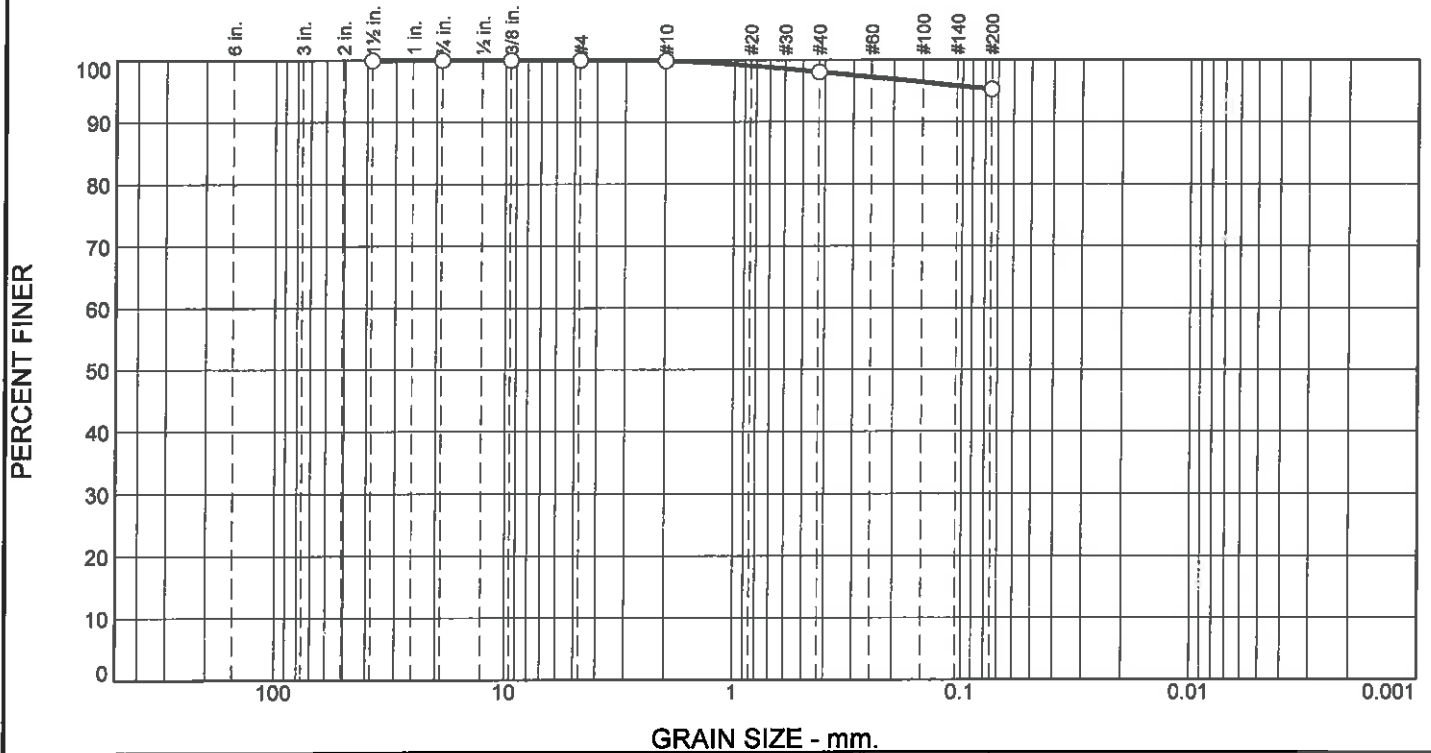 6 in.
3 in.
2 in.
1½ in.
1 in.
¾ in.
½ in.
3/8 in.
#4
#10
#20
#30
#40
#60
#100
#140
#200
100
90
80
70
60
50
40
30
20
10
0
PERCENT FINER
100 10 1 0.1 0.01 0.001
GRAIN SIZE - mm.